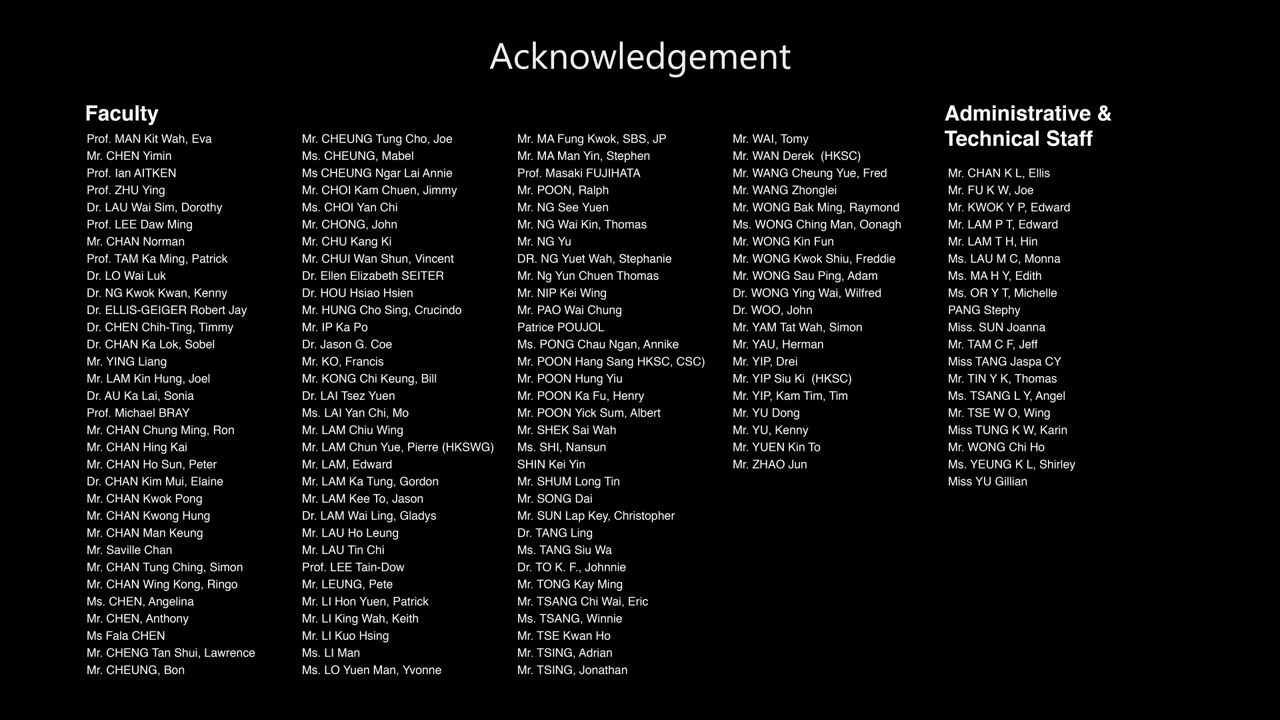 Acknowledgement
Faculty
Prof. MAN Kit Wah, Eva
Mr. CHEN Yimin
Prof. Ian AITKEN
Prof. ZHU Ying
Dr. LAU Wai Sim, Dorothy
Prof. LEE Daw Ming
Mr. CHAN Norman
Prof. TAM Ka Ming, Patrick
Dr. LO Wai Luk
Dr. NG Kwok Kwan, Kenny
Dr. ELLIS-GEIGER Robert Jay
Dr. CHEN Chih-Ting, Timmy
Dr. CHAN Ka Lok, Sobel
Mr. YING Liang
Mr. LAM Kin Hung, Joel
Dr. AU Ka Lai, Sonia
Prof. Michael BRAY
Mr. CHAN Chung Ming, Ron
Mr. CHAN Hing Kai
Mr. CHAN Ho Sun, Peter
Dr. CHAN Kim Mui, Elaine
Mr. CHAN Kwok Pong
Mr. CHAN Kwong Hung
Mr. CHAN Man Keung
Mr. Saville Chan
Mr. CHAN Tung Ching, Simon
Mr. CHAN Wing Kong, Ringo
Ms. CHEN, Angelina
Mr. CHEN, Anthony
Ms Fala CHEN
Mr. CHENG Tan Shui, Lawrence
Mr. CHEUNG, Bon
Mr. CHEUNG Tung Cho, Joe
Ms. CHEUNG, Mabel
Ms CHEUNG Ngar Lai Annie
Mr. CHOI Kam Chuen, Jimmy
Ms. CHOI Yan Chi
Mr. CHONG, John
Mr. CHU Kang Ki
Mr. CHUI Wan Shun, Vincent
Dr. Ellen Elizabeth SEITER
Dr. HOU Hsiao Hsien
Mr. HUNG Cho Sing, Crucindo
Mr. IP Ka Po
Dr. Jason G. Coe
Mr. KO, Francis
Mr. KONG Chi Keung, Bill
Dr. LAI Tsez Yuen
Ms. LAI Yan Chi, Mo
Mr. LAM Chiu Wing
Mr. LAM Chun Yue, Pierre (HKSWG)
Mr. LAM, Edward
Mr. LAM Ka Tung, Gordon
Mr. LAM Kee To, Jason
Dr. LAM Wai Ling, Gladys
Mr. LAU Ho Leung
Mr. LAU Tin Chi
Prof. LEE Tain-Dow
Mr. LEUNG, Pete
Mr. LI Hon Yuen, Patrick
Mr. LI King Wah, Keith
Mr. LI Kuo Hsing
Ms. LI Man
Ms. LO Yuen Man, Yvonne
Mr. MA Fung Kwok, SBS, JP
Mr. MA Man Yin, Stephen
Prof. Masaki FUJIHATA
Mr. POON, Ralph
Mr. NG See Yuen
Mr. NG Wai Kin, Thomas
Mr. NG Yu
DR. NG Yuet Wah, Stephanie
Mr. Ng Yun Chuen Thomas
Mr. NIP Kei Wing
Mr. PAO Wai Chung
Patrice POUJOL
Ms. PONG Chau Ngan, Annike
Mr. POON Hang Sang HKSC, CSC)
Mr. POON Hung Yiu
Mr. POON Ka Fu, Henry
Mr. POON Yick Sum, Albert
Mr. SHEK Sai Wah
Ms. SHI, Nansun
SHIN Kei Yin
Mr. SHUM Long Tin
Mr. SONG Dai
Mr. SUN Lap Key, Christopher
Dr. TANG Ling
Ms. TANG Siu Wa
Dr. TO K. F., Johnnie
Mr. TONG Kay Ming
Mr. TSANG Chi Wai, Eric
Ms. TSANG, Winnie
Mr. TSE Kwan Ho
Mr. TSING, Adrian
Mr. TSING, Jonathan
Mr. WAI, Tomy
Mr. WAN Derek (HKSC)
Mr. WANG Cheung Yue, Fred
Mr. WANG Zhonglei
Mr. WONG Bak Ming, Raymond
Ms. WONG Ching Man, Oonagh
Mr. WONG Kin Fun
Mr. WONG Kwok Shiu, Freddie
Mr. WONG Sau Ping, Adam
Dr. WONG Ying Wai, Wilfred
Dr. WOO, John
Mr. YAM Tat Wah, Simon
Mr. YAU, Herman
Mr. YIP, Drei
Mr. YIP Siu Ki (HKSC)
Mr. YIP, Kam Tim, Tim
Mr. YU Dong
Mr. YU, Kenny
Mr. YUEN Kin To
Mr. ZHAO Jun
Administrative &
Technical Staff
Mr. CHAN K L, Ellis
Mr. FU K W, Joe
Mr. KWOK Y P, Edward
Mr. LAM P T, Edward
Mr. LAM T H, Hin
Ms. LAU M C, Monna
Ms. MA H Y, Edith
Ms. OR Y T, Michelle
PANG Stephy
Miss. SUN Joanna
Mr. TAM C F, Jeff
Miss TANG Jaspa CY
Mr. TIN Y K, Thomas
Ms. TSANG L Y, Angel
Mr. TSE W O, Wing
Miss TUNG K W, Karin
Mr. WONG Chi Ho
Ms. YEUNG K L, Shirley
Miss YU Gillian